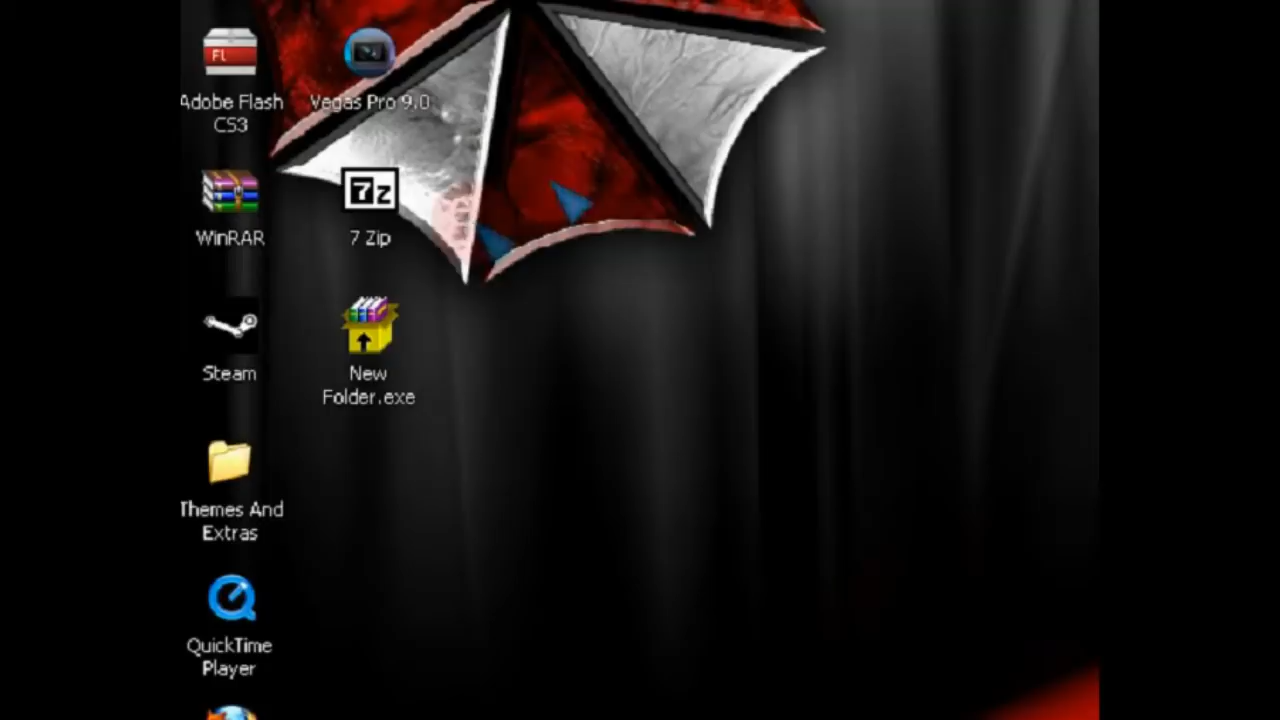 FL
Adobe Flash
CS3
Vegas Pro 9.0
WinRAR
7z
7 Zip
Steam
New
Folder.exe
Themes And
Extras
QuickTime
Player